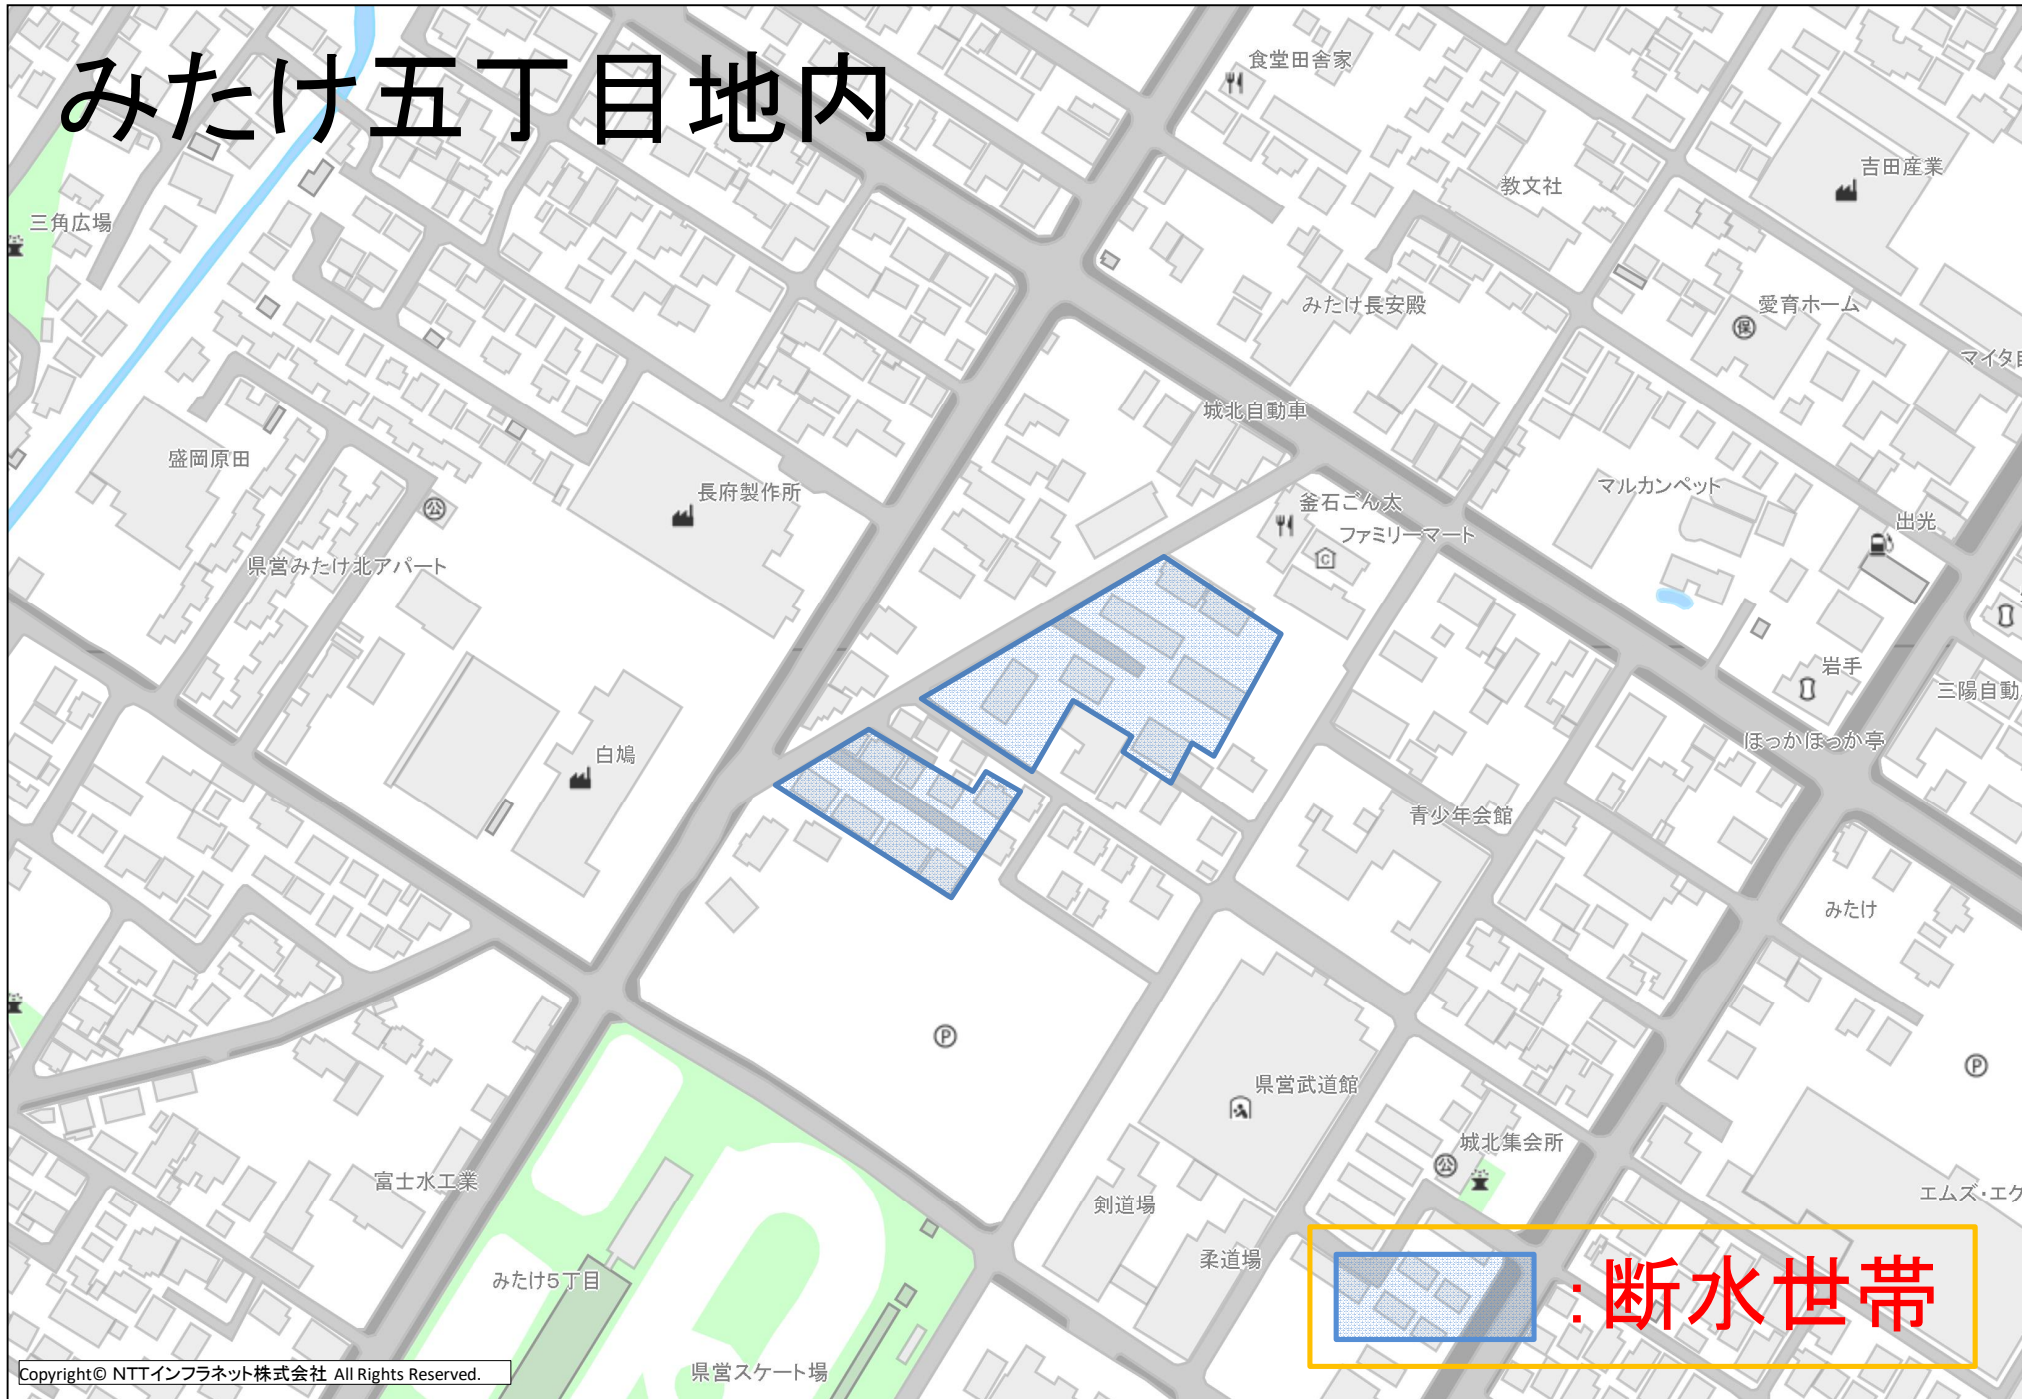 みたけ五丁目地内
食堂田舎家
吉田産業
教文社
三角広場
みたけ長安殿
愛育ホーム
保
マイタ
城北自動車
盛岡原田
長府製作所
マルカンペット
釜石ごん太
公
出光
ファミリーマート
C
県営みたけ北アパート
岩手
三陽自動
白鳩
ほっかほっか亭
青少年会館
みたけ
P
P
県営武道館
城北集会所
公
富士水工業
エムズ・エク
剣道場
柔道場
みたけ5丁目
:断水世帯
県営スケート場
Copyright© NTTインフラネット株式会社 All Rights Reserved.